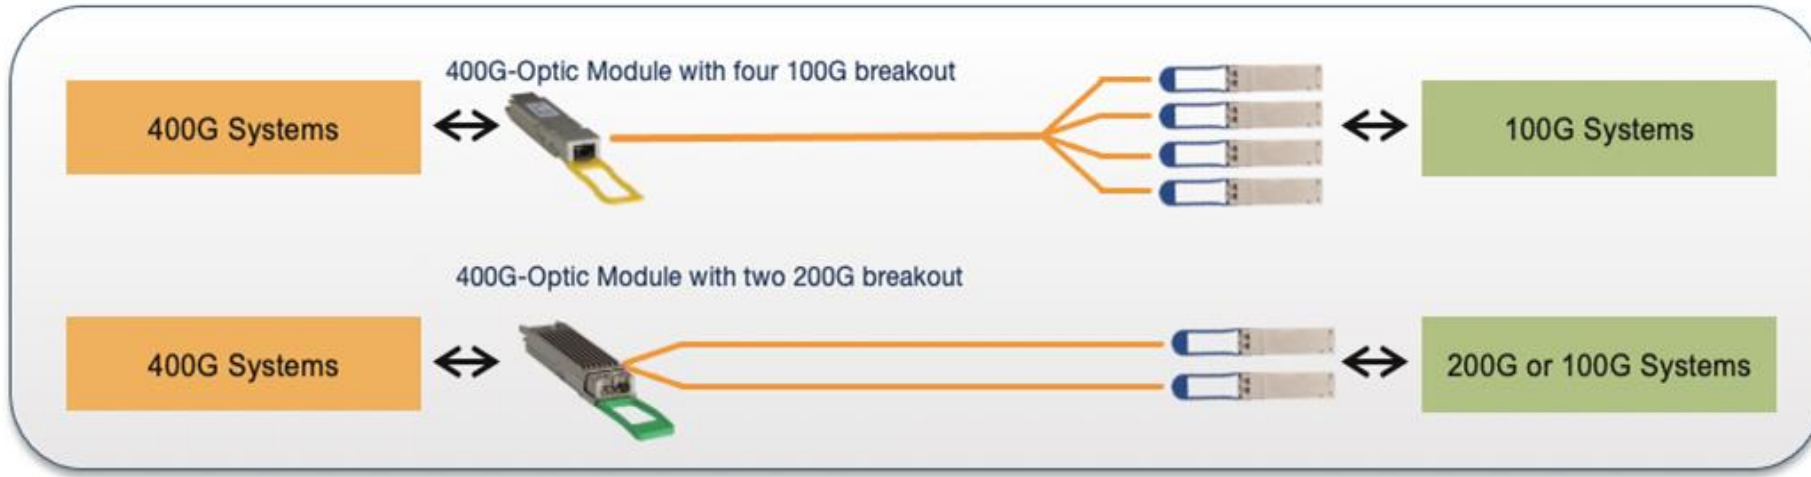 400G-Optic Module with four 100G breakout
400G Systems
100G Systems
400G-Optic Module with two 200G breakout
400G Systems
200G or 100G Systems